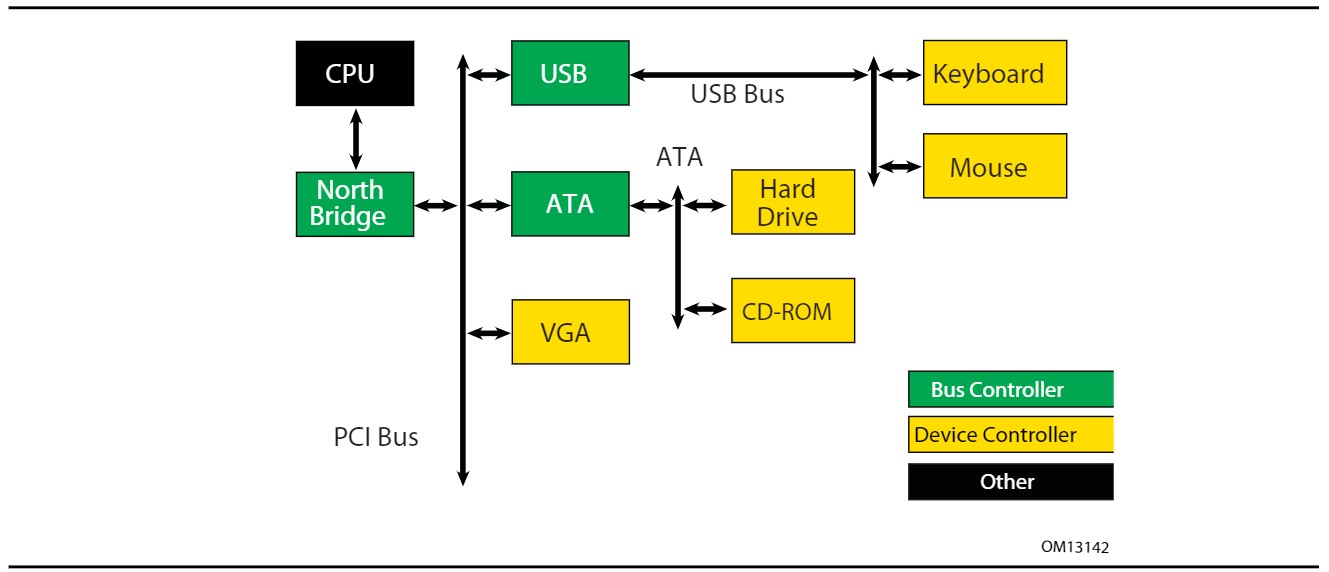 CPU
USB
USB Bus
Keyboard
Mouse
North
Bridge
ATA
ATA
Hard
Drive
CD-ROM
VGA
PCI Bus
Bus Controller
Device Controller
Other
OM13142